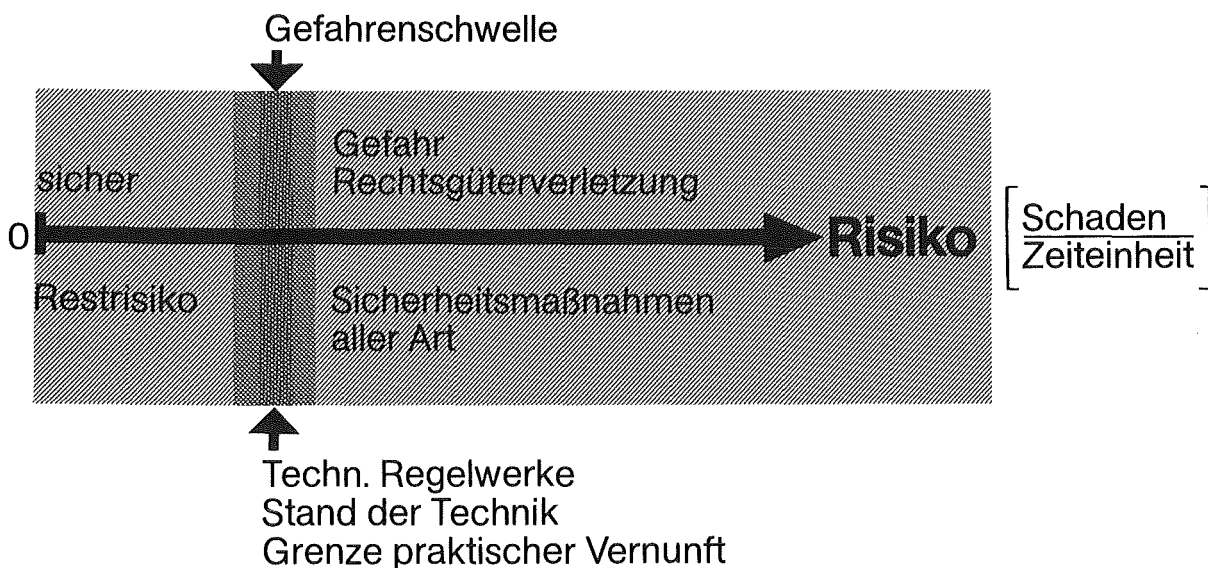 Gefahrenschwelle
sicher
Gefahr
Rechtsgüterverletzung
0
Risiko
Schaden
Zeiteinheit
Restrisiko
Sicherheitsmaßnahmen
aller Art
Techn. Regelwerke
Stand der Technik
Grenze praktischer Vernunft